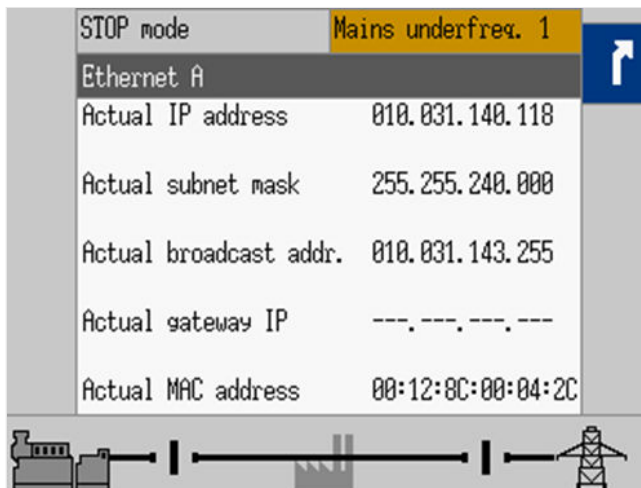 STOP mode Mains underfreq. 1
Ethernet A
Actual IP address 010.031.140.118
Actual subnet mask 255.255.240.000
Actual broadcast addr. 010.031.143.255
Actual gateway IP ---.---.---.---
Actual MAC address 00:12:8C:00:04:2C